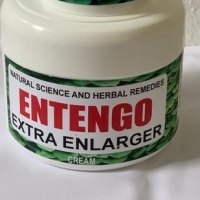 NATURAL SCIENCE AND HERBAL REMEDIES
ENTENGO
EXTRA ENLARGER
CREAM